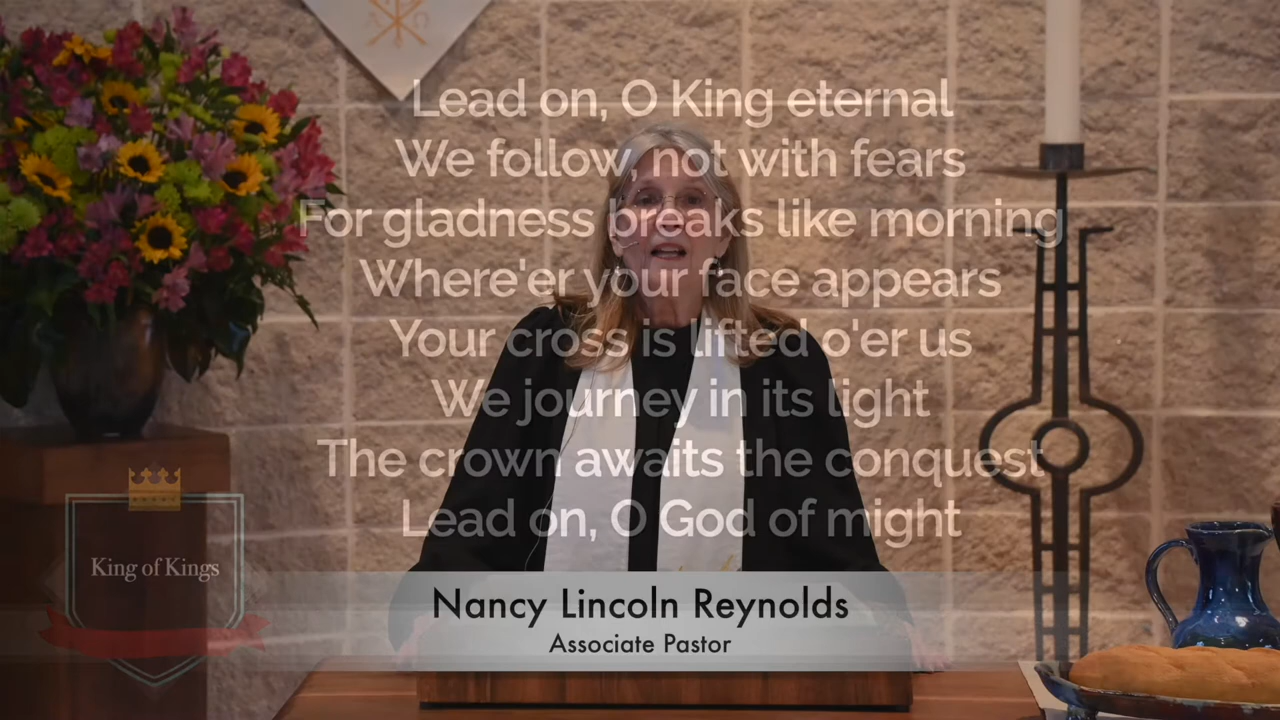 Lead on, O King eternal
We follow, not with fears
For gladness breaks like morning
Where'er your face appears
Your cross is lifted o'er us
We journey in its light
The crown awaits the conquest
Lead on, O God of might
King of Kings
Nancy Lincoln Reynolds
Associate Pastor